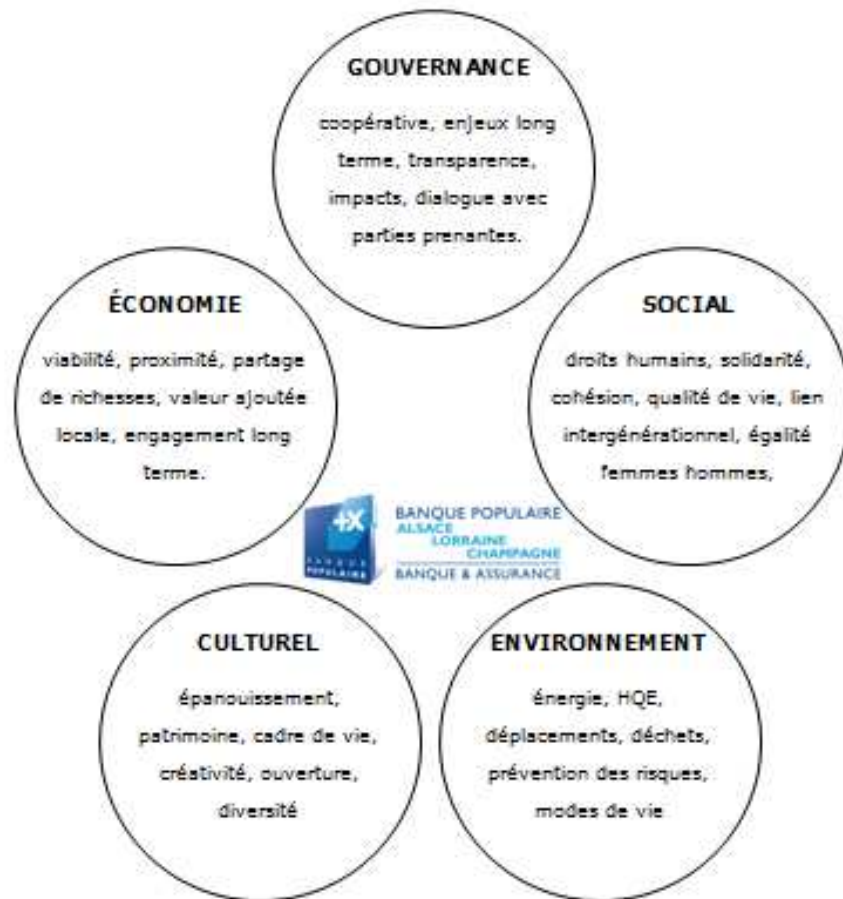 GOUVERNANCE
coopérative, enjeux long
terme, transparence,
impacts, dialogue avec
parties prenantes.
ÉCONOMIE
viabilité, proximité, partage
de richesses, valeur ajoutée
locale, engagement long
terme.
SOCIAL
droits humains, solidarité,
cohésion, qualité de vie, lien
intergénérationnel, égalité
femmes hommes,
BANQUE
POPULAIRE
BANQUE POPULAIRE
ALSACE
LORRAINE
CHAMPAGNE
BANQUE & ASSURANCE
CULTUREL
épanouissement,
patrimoine, cadre de vie,
créativité, ouverture,
diversité
ENVIRONNEMENT
énergie, HQE,
déplacements, déchets,
prévention des risques,
modes de vie